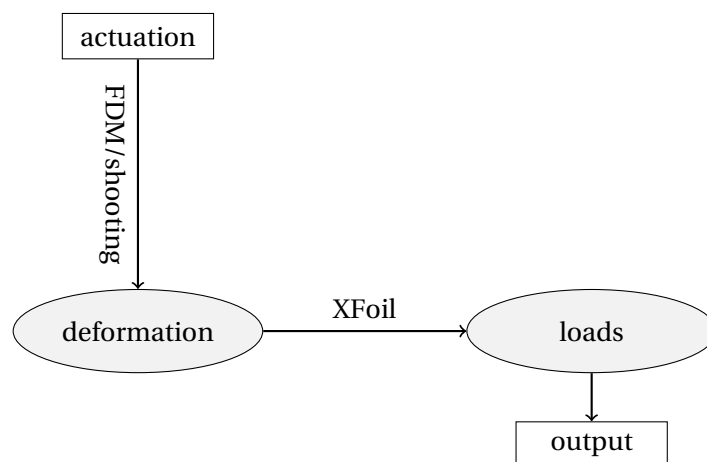 actuation
FDM/shooting
deformation
XFoil
loads
output